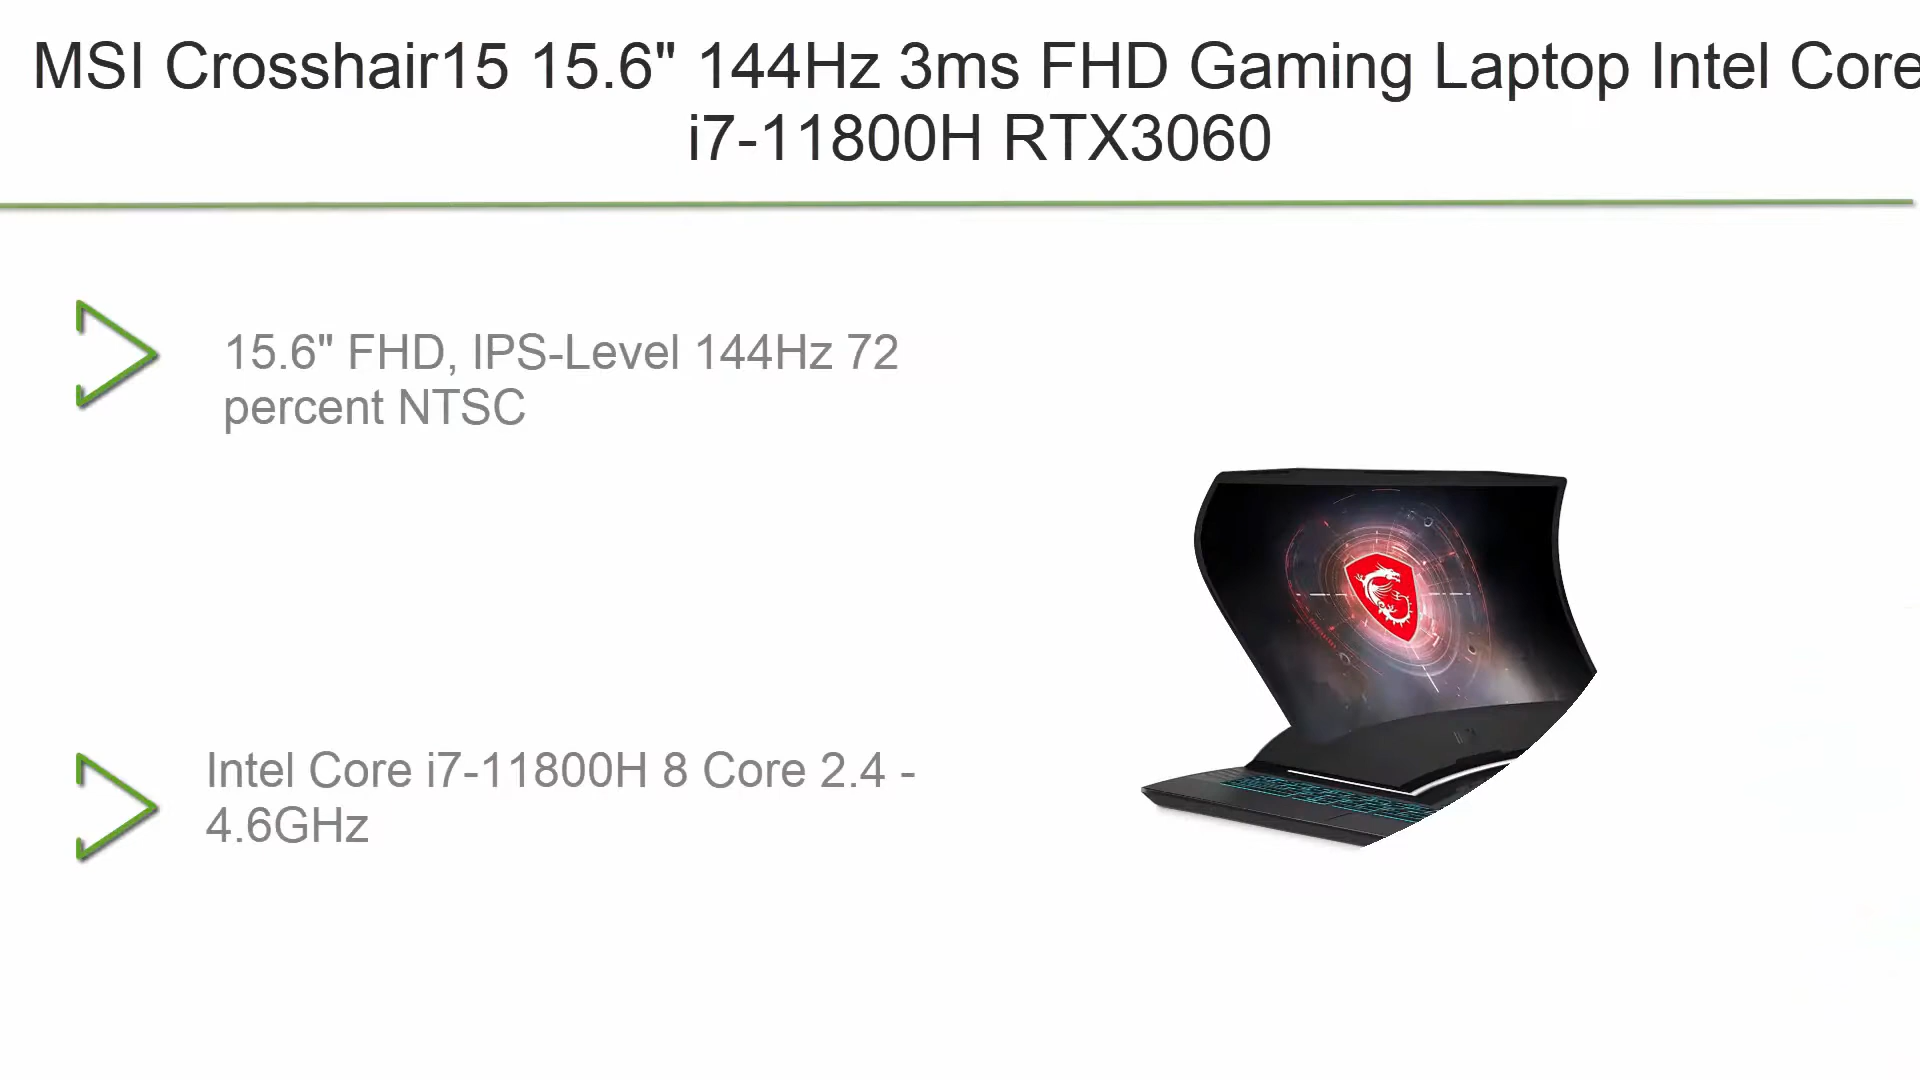 MSI Crosshair15 15.6" 144Hz 3ms FHD Gaming Laptop Intel Core
i7-11800H RTX3060
15.6" FHD, IPS-Level 144Hz 72
percent NTSC
Intel Core i7-11800H 8 Core 2.4 -
4.6GHz